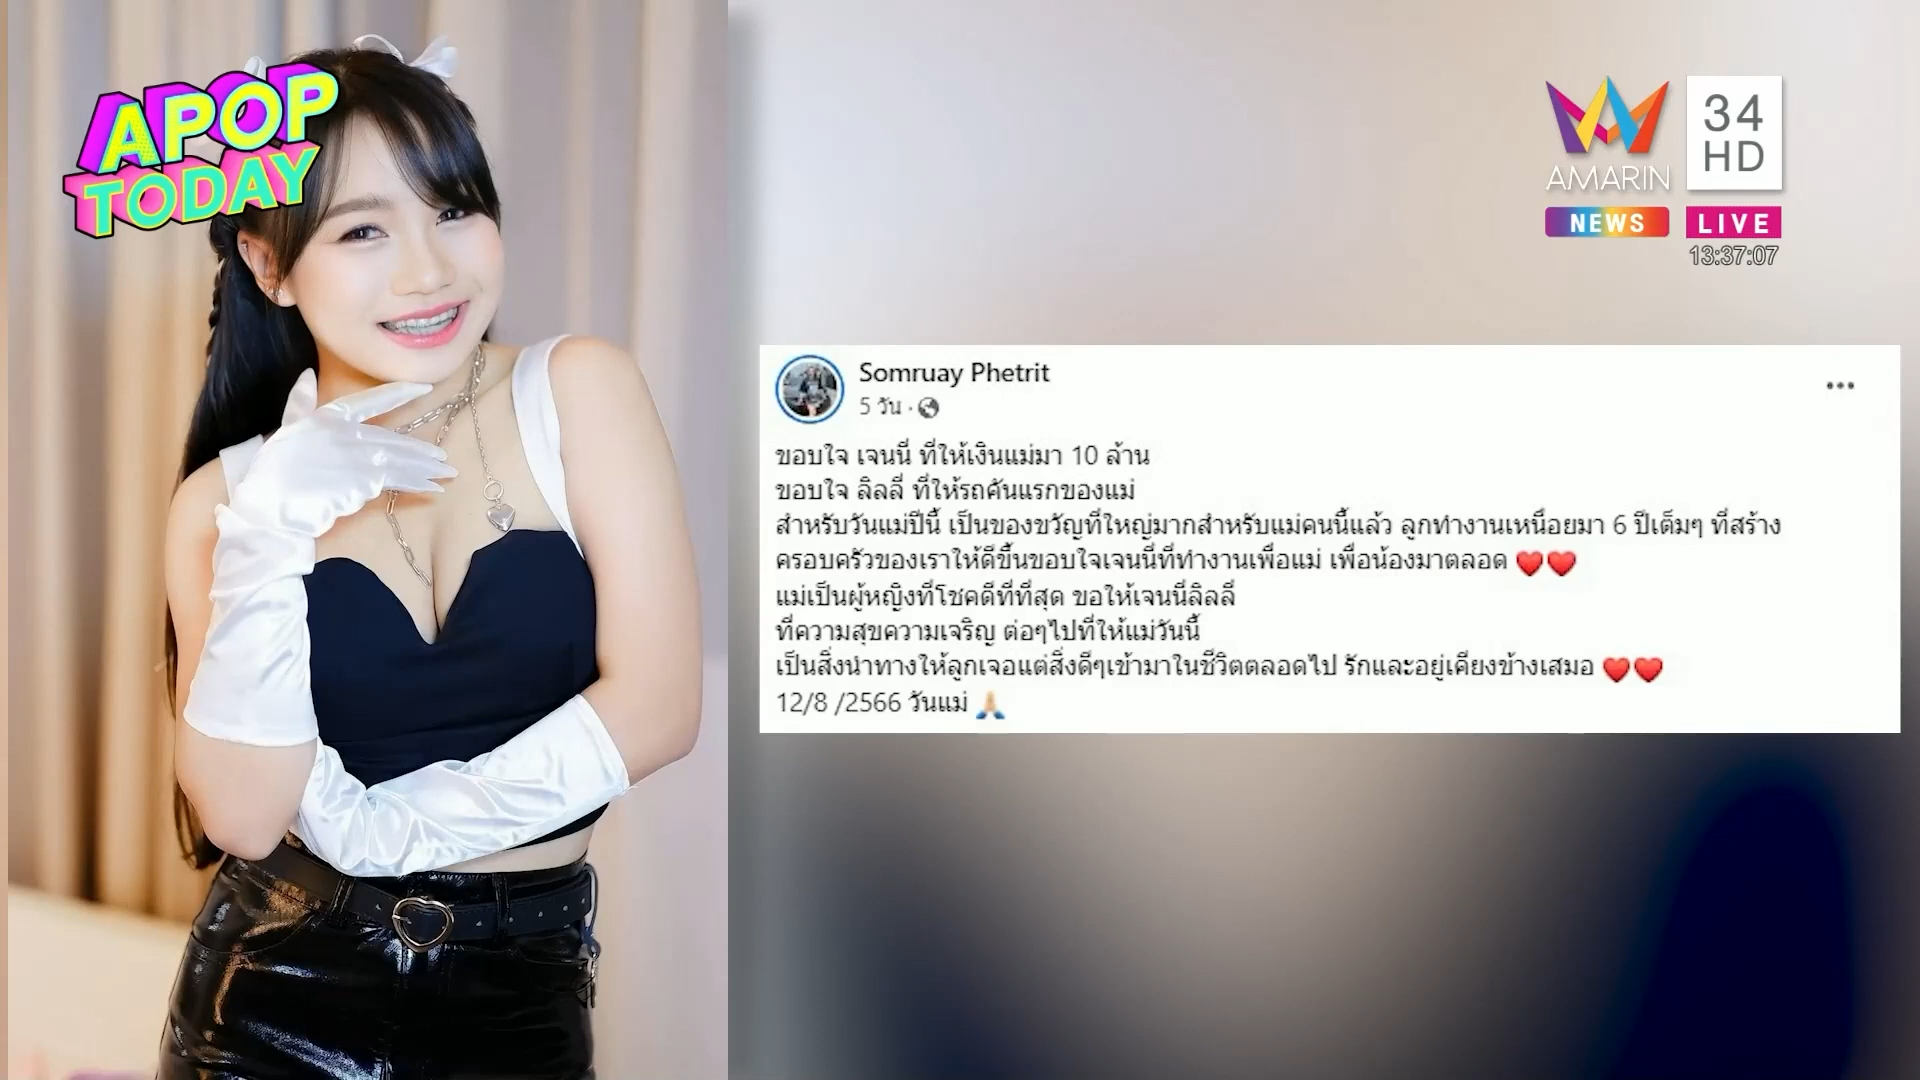 APOP
TODAY
AMARIN
34
HD
NEWS
LIVE
13:37:07
Somruay Phetrit
5 วัน ·
ขอบใจ เจนนี่ ที่ให้เงินแม่มา 10 ล้าน
ขอบใจ ลิลลี่ ที่ให้รถคันแรกของแม่
สำหรับวันแม่ปีนี้ เป็นของขวัญที่ใหญ่มากสำหรับแม่คนนี้แล้ว ลูกทำงานเหนื่อยมา 6 ปีเต็มๆ ที่สร้าง
ครอบครัวของเราให้ดีขึ้นขอบใจเจนนี่ที่ทำงานเพื่อแม่ เพื่อน้องมาตลอด ❤️❤️
แม่เป็นผู้หญิงที่โชคดีที่ที่สุด ขอให้เจนนี่ลิลลี่
ที่ความสุขความเจริญ ต่อๆไปที่ให้แม่วันนี้
เป็นสิ่งนำทางให้ลูกเจอแต่สิ่งดีๆเข้ามาในชีวิตตลอดไป รักและอยู่เคียงข้างเสมอ ❤️❤️
12/8 /2566 วันแม่ 🙏🏻